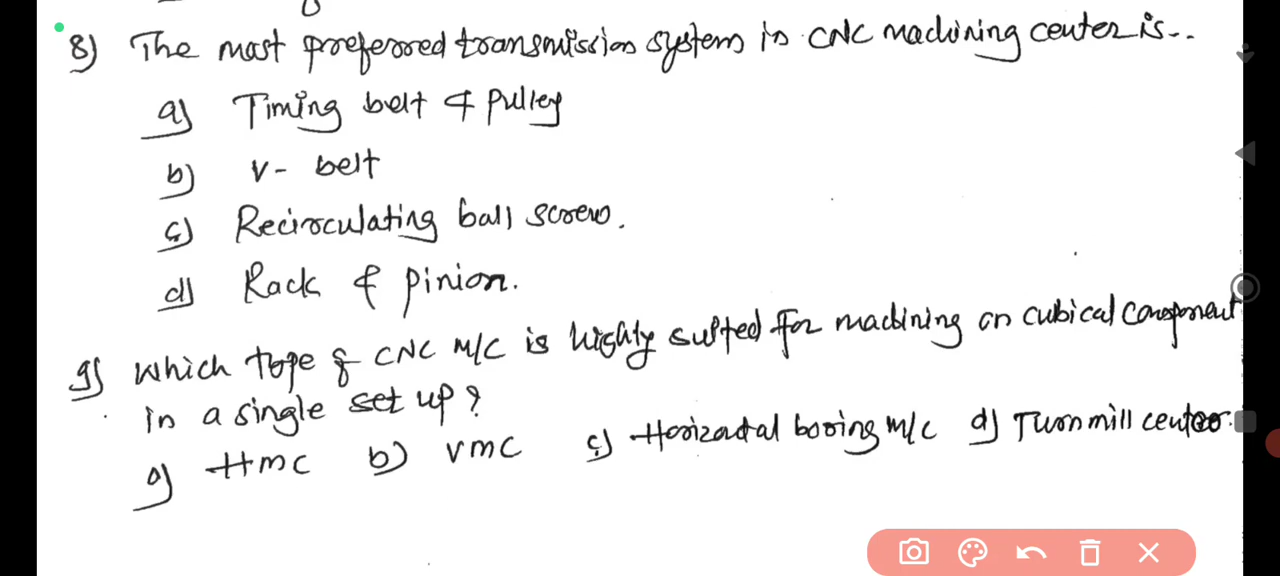 8) The most preferred transmission system in CNC machining center is..
a) Timing belt & pulley
b) V- belt
c) Recirculating ball screw.
d) Rack & pinion.
9) Which type of CNC M/C is highly suited for machining on cubical component
in a single set up?
a) HMC b) VMC c) Horizontal boring M/C d) Turn mill center.